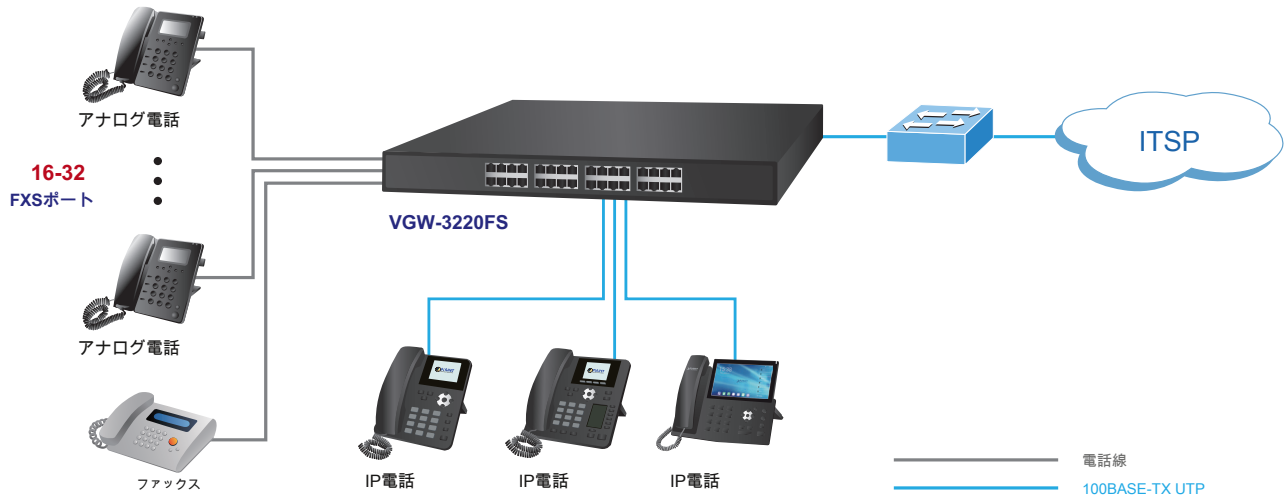 アナログ電話
16-32
FXSポート
アナログ電話
ファックス
VGW-3220FS
ITSP
IP電話
IP電話
IP電話
電話線
100BASE-TX UTP